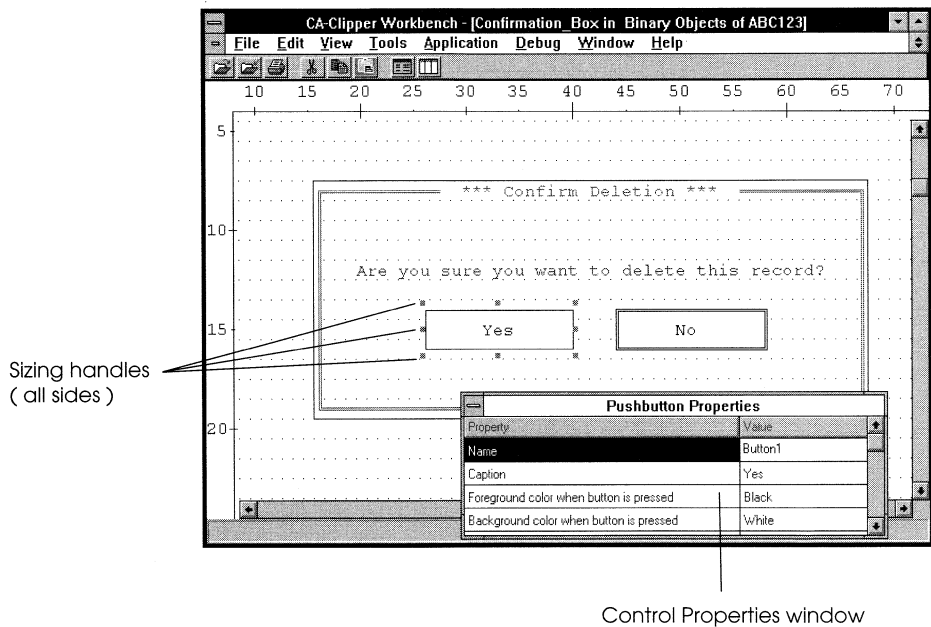 CA-Clipper Workbench - [Confirmation_Box in Binary Objects of ABC123]
File Edit View Tools Application Debug Window Help
10 15 20 25 30 35 40 45 50 55 60 65 70
5
*** Confirm Deletion ***
10
Are you sure you want to delete this record?
15
Yes No
Sizing handles
( all sides )
20
Pushbutton Properties
Property Value
Name Button1
Caption Yes
Foreground color when button is pressed Black
Background color when button is pressed White
Control Properties window